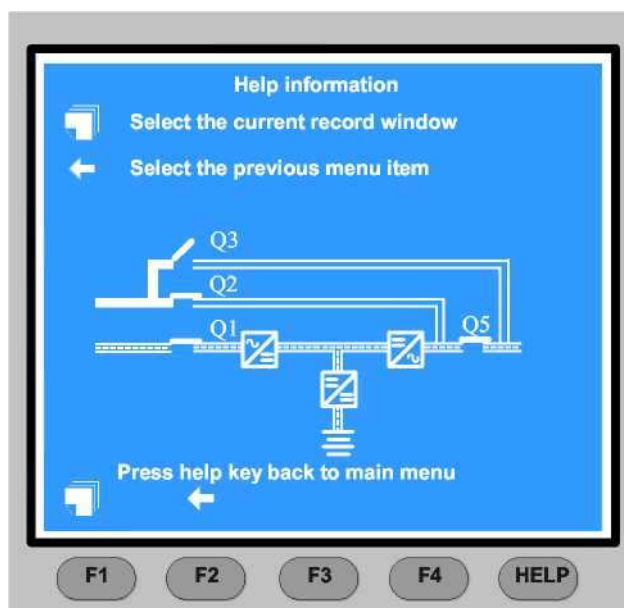 Help information
Select the current record window
Select the previous menu item
Q3
Q2
Q1
Q5
Press help key back to main menu
F1 F2 F3 F4 HELP